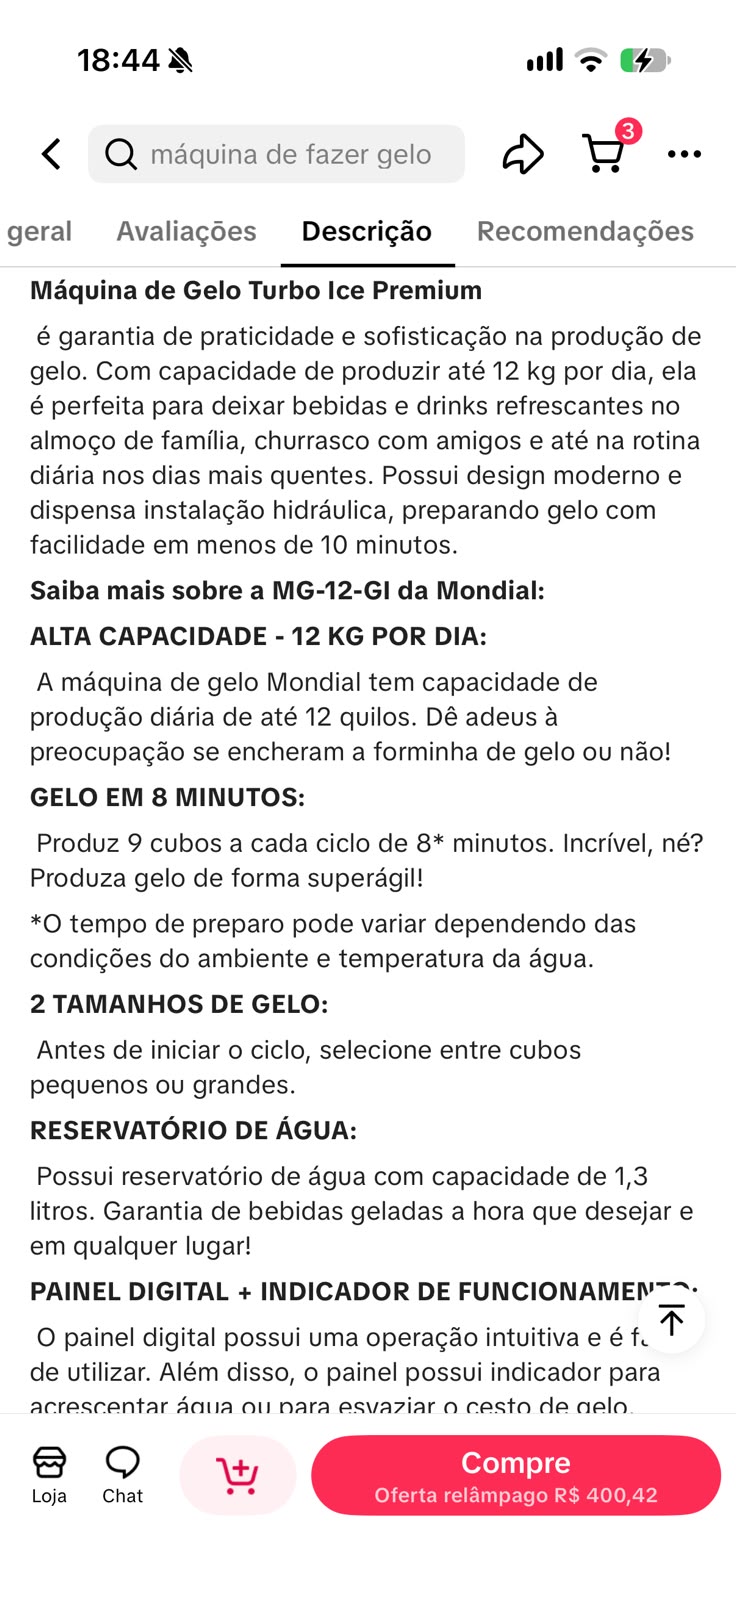 18:44
máquina de fazer gelo
3
geral Avaliações Descrição Recomendações
Máquina de Gelo Turbo Ice Premium
é garantia de praticidade e sofisticação na produção de
gelo. Com capacidade de produzir até 12 kg por dia, ela
é perfeita para deixar bebidas e drinks refrescantes no
almoço de família, churrasco com amigos e até na rotina
diária nos dias mais quentes. Possui design moderno e
dispensa instalação hidráulica, preparando gelo com
facilidade em menos de 10 minutos.
Saiba mais sobre a MG-12-GI da Mondial:
ALTA CAPACIDADE - 12 KG POR DIA:
A máquina de gelo Mondial tem capacidade de
produção diária de até 12 quilos. Dê adeus à
preocupação se encheram a forminha de gelo ou não!
GELO EM 8 MINUTOS:
Produz 9 cubos a cada ciclo de 8* minutos. Incrível, né?
Produza gelo de forma superágil!
*O tempo de preparo pode variar dependendo das
condições do ambiente e temperatura da água.
2 TAMANHOS DE GELO:
Antes de iniciar o ciclo, selecione entre cubos
pequenos ou grandes.
RESERVATÓRIO DE ÁGUA:
Possui reservatório de água com capacidade de 1,3
litros. Garantia de bebidas geladas a hora que desejar e
em qualquer lugar!
PAINEL DIGITAL + INDICADOR DE FUNCIONAMENTO:
O painel digital possui uma operação intuitiva e é
de utilizar. Além disso, o painel possui indicador para
acrescentar água ou para esvaziar o cesto de gelo.
Loja
Chat
Compre
Oferta relâmpago R$ 400,42